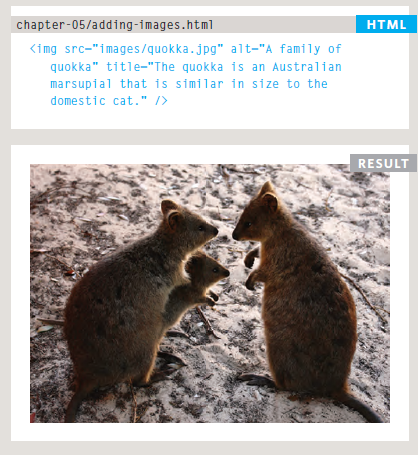 chapter-05/adding-images.html HTML
<img src="images/quokka.jpg" alt="A family of
quokka" title="The quokka is an Australian
marsupial that is similar in size to the
domestic cat." />
RESULT